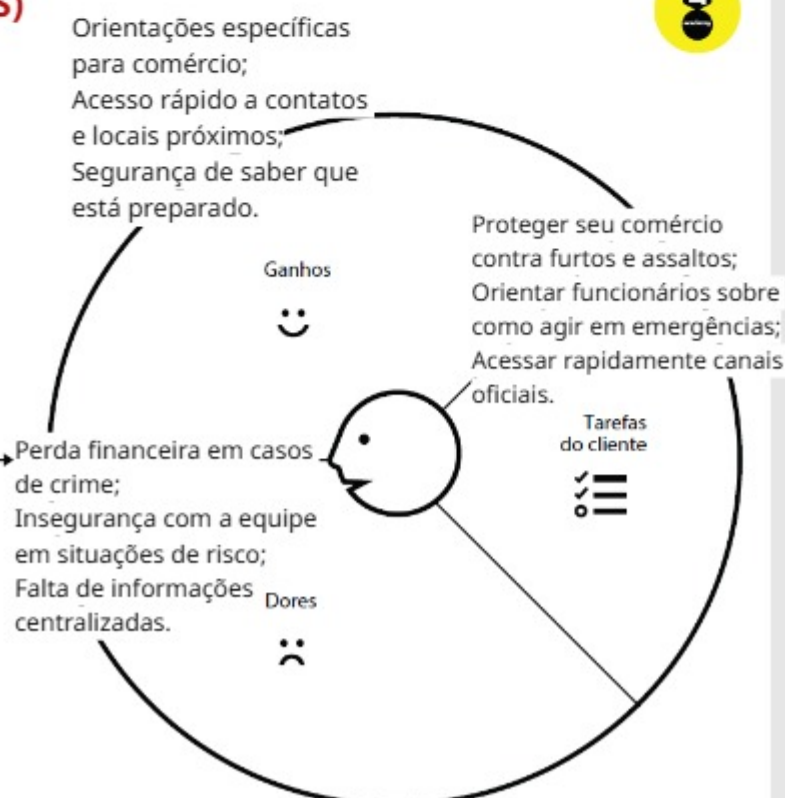 S)
Orientações específicas
para comércio;
Acesso rápido a contatos
e locais próximos;
Segurança de saber que
está preparado.
Ganhos
Proteger seu comércio
contra furtos e assaltos;
Orientar funcionários sobre
como agir em emergências;
Acessar rapidamente canais
oficiais.
Tarefas
do cliente
Perda financeira em casos
de crime;
Insegurança com a equipe
em situações de risco;
Falta de informações
centralizadas.
Dores